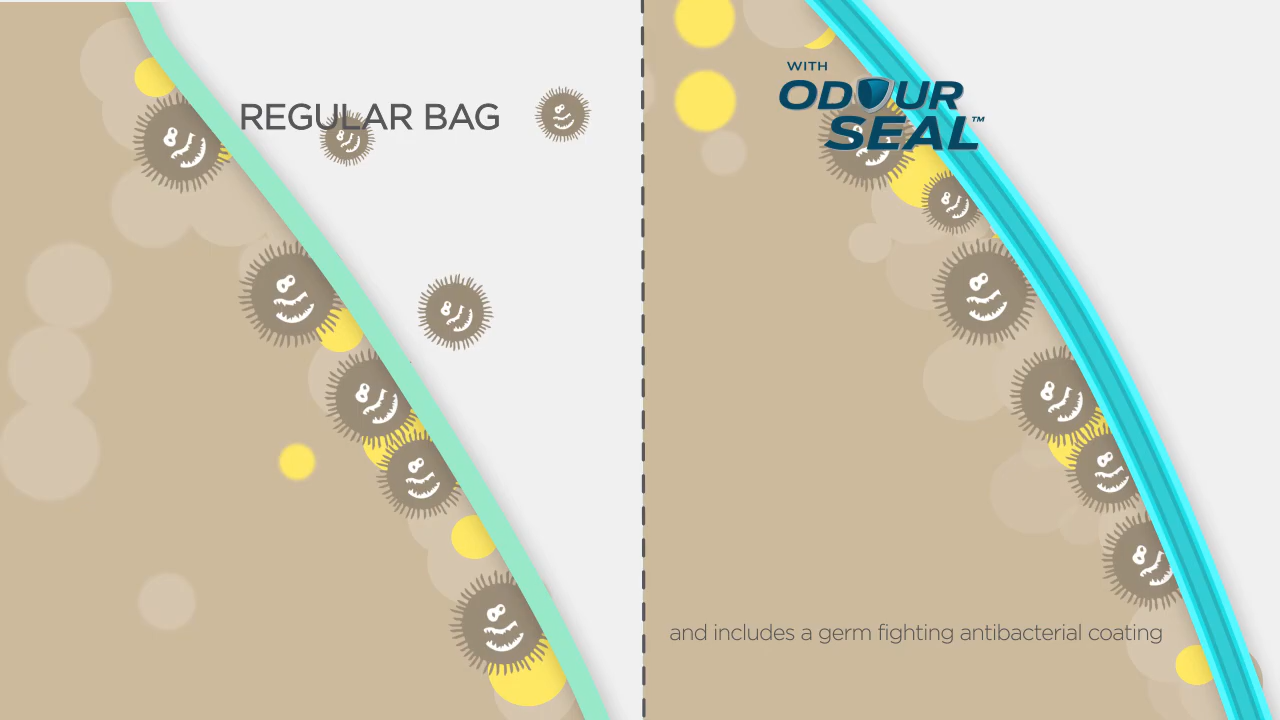 REGULAR BAG
WITH
ODOUR
SEAL™
and includes a germ fighting antibacterial coating